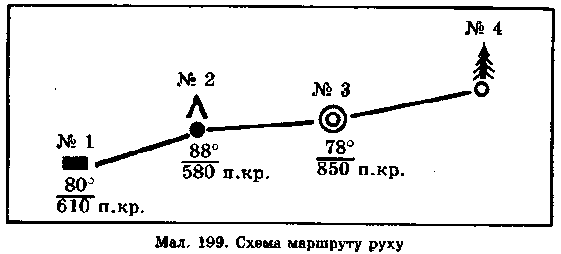 № 4
№ 2
№ 3
№ 1
88°
580 п.кр.
78°
850 п.кр.
80°
610 п.кр.
Мал. 199. Схема маршруту руху